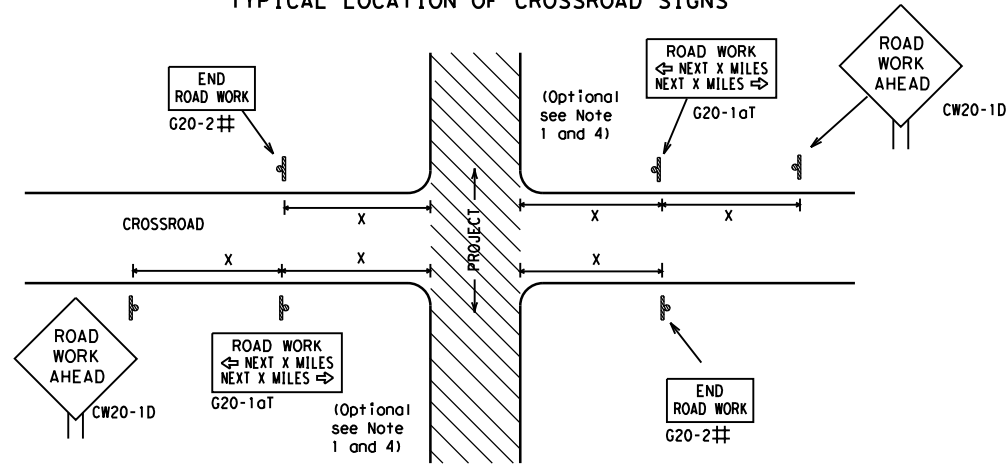 TYPICAL LOCATION OF CROSSROAD SIGNS
END
ROAD WORK
G20-2#
ROAD WORK
⇦ NEXT X MILES
NEXT X MILES ⇨
G20-1aT
(Optional
see Note
1 and 4)
ROAD
WORK
AHEAD
CW20-1D
CROSSROAD
X
X
X
PROJECT
X
X
X
ROAD
WORK
AHEAD
CW20-1D
ROAD WORK
⇦ NEXT X MILES
NEXT X MILES ⇨
G20-1aT
(Optional
see Note
1 and 4)
END
ROAD WORK
G20-2#